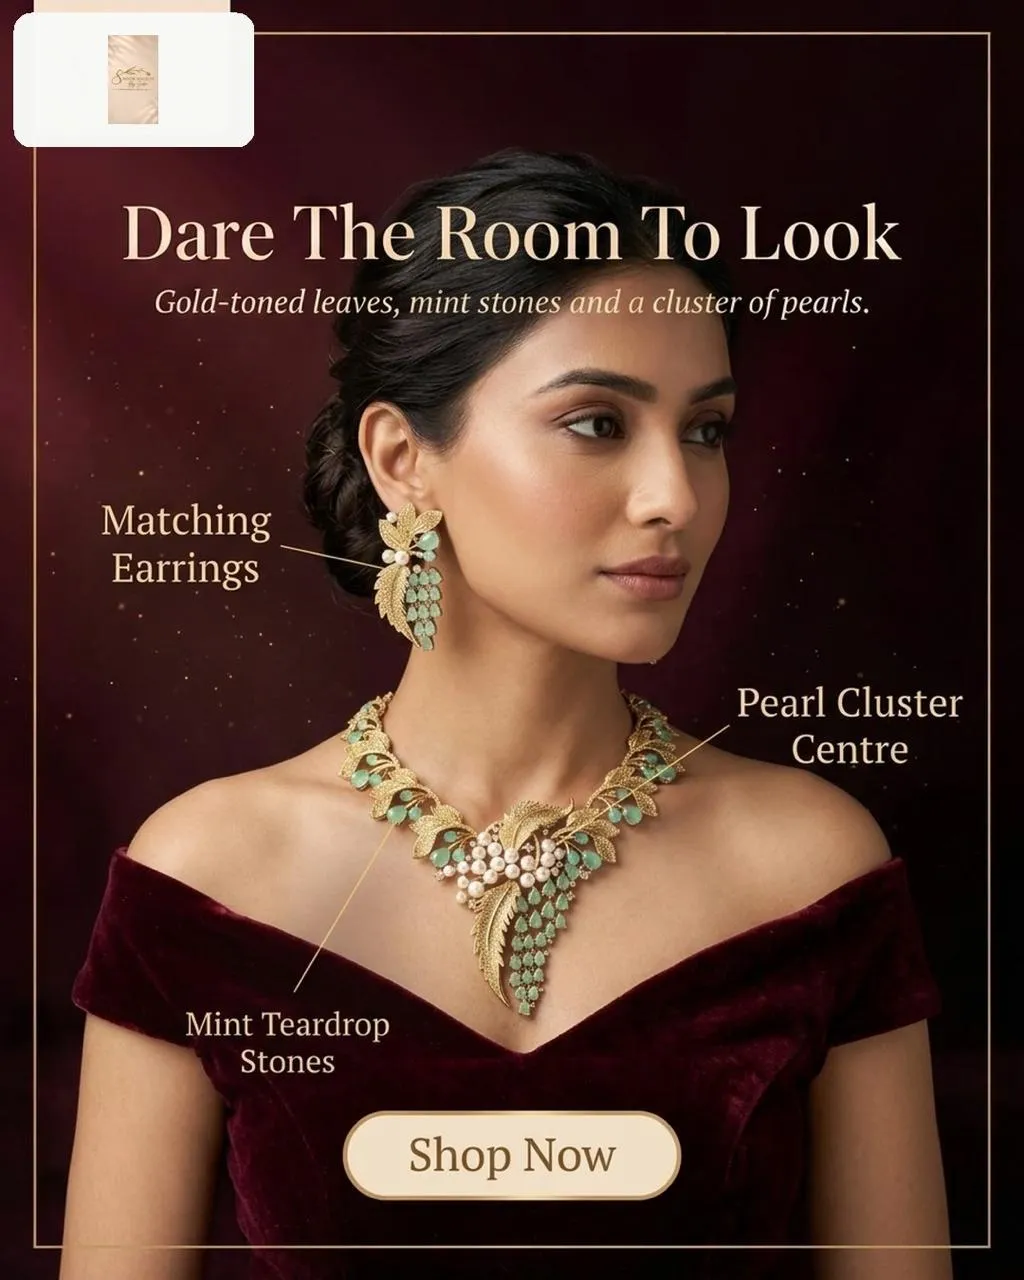 Dare The Room To Look
Gold-toned leaves, mint stones and a cluster of pearls.
Matching
Earrings
Pearl Cluster
Centre
Mint Teardrop
Stones
Shop Now